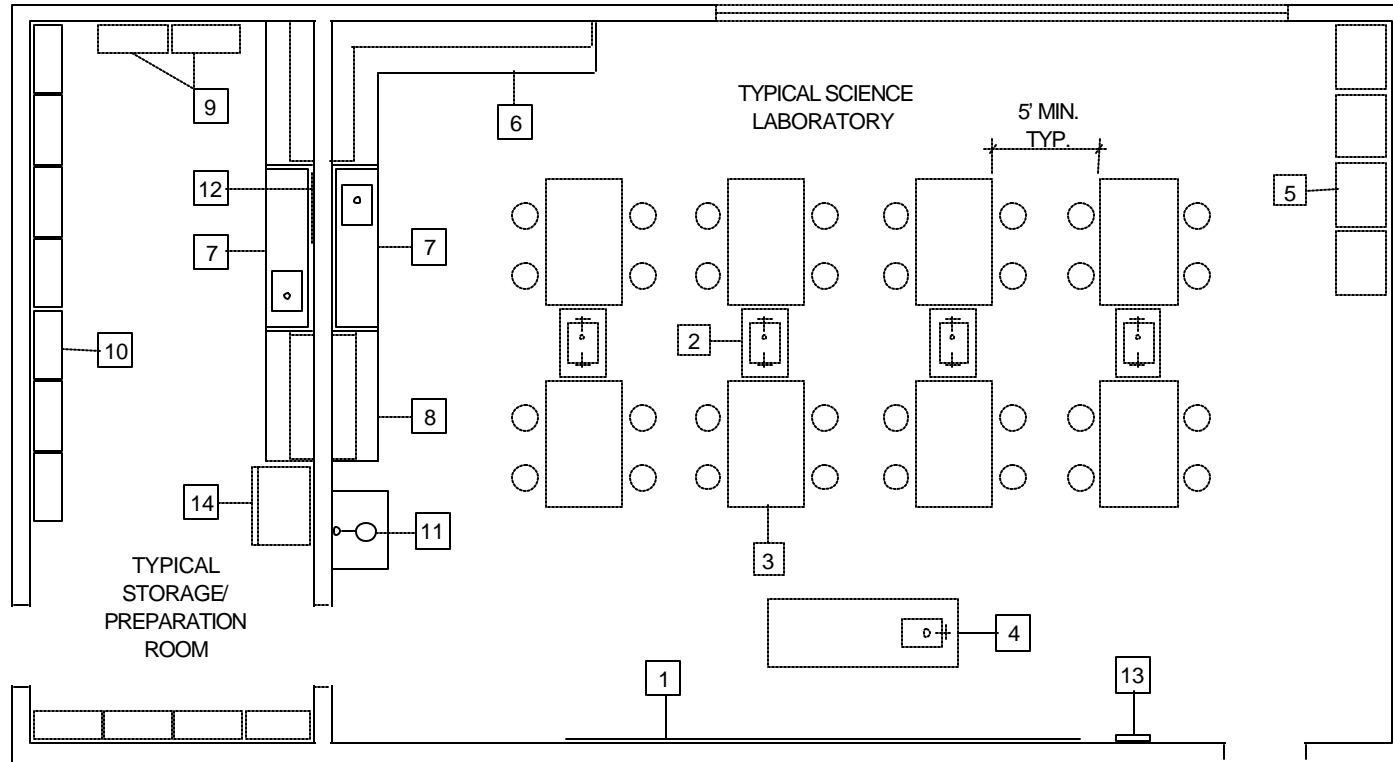 9
6
TYPICAL SCIENCE
LABORATORY
5' MIN.
TYP.
12
5
7
7
10
2
8
14
11
3
TYPICAL
STORAGE/
PREPARATION
ROOM
4
1
13